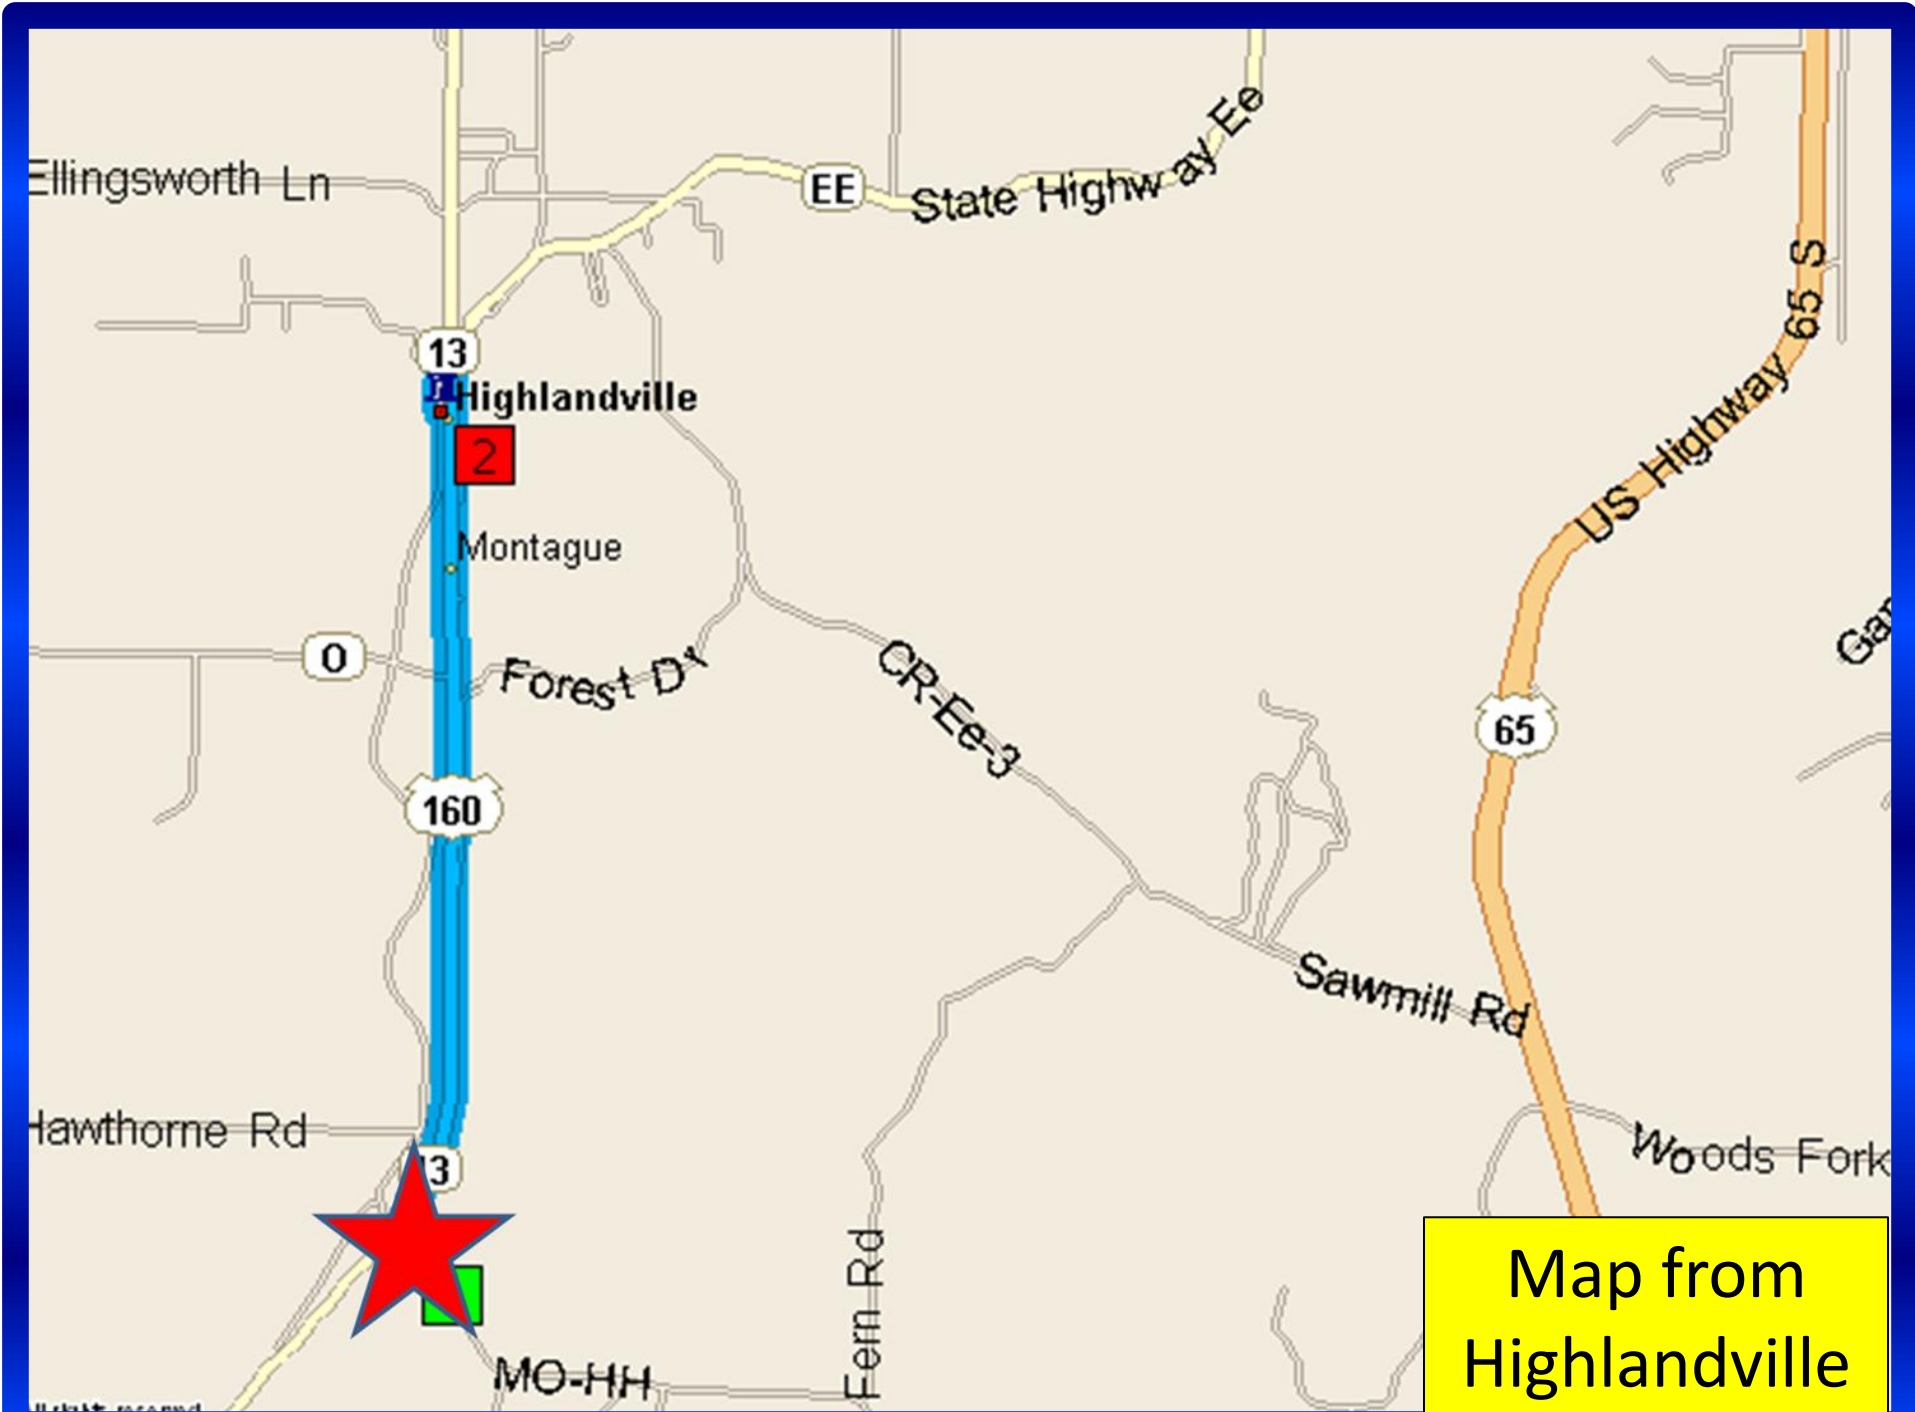 State Highway Ee
Ellingsworth Ln
EE
13
Highlandville
2
US Highway 65 S
Montague
O
Forest Dr
CR-Ee-3
65
160
Sawmill Rd
Hawthorne Rd
Woods Fork
13
Fern Rd
MO-HH
Map from
Highlandville